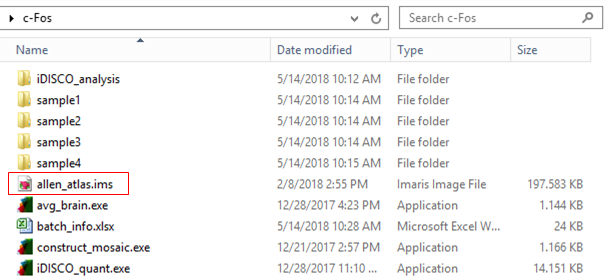 c-Fos Search c-Fos
Name Date modified Type Size
iDISCO_analysis 5/14/2018 10:12 AM File folder
sample1 5/14/2018 10:14 AM File folder
sample2 5/14/2018 10:14 AM File folder
sample3 5/14/2018 10:14 AM File folder
sample4 5/14/2018 10:15 AM File folder
allen_atlas.ims 2/8/2018 2:55 PM Imaris Image File 197.583 KB
avg_brain.exe 12/28/2017 4:23 PM Application 1.144 KB
batch_info.xlsx 5/14/2018 10:28 AM Microsoft Excel W... 24 KB
construct_mosaic.exe 12/21/2017 2:57 PM Application 1.166 KB
iDISCO_quant.exe 12/28/2017 11:10 ... Application 14.151 KB